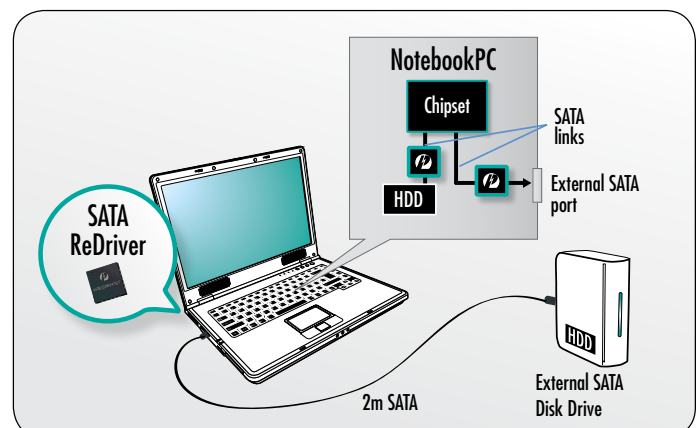 NotebookPC
Chipset
SATA
links
HDD
External SATA
port
SATA
ReDriver
HDD
2m SATA
External SATA
Disk Drive